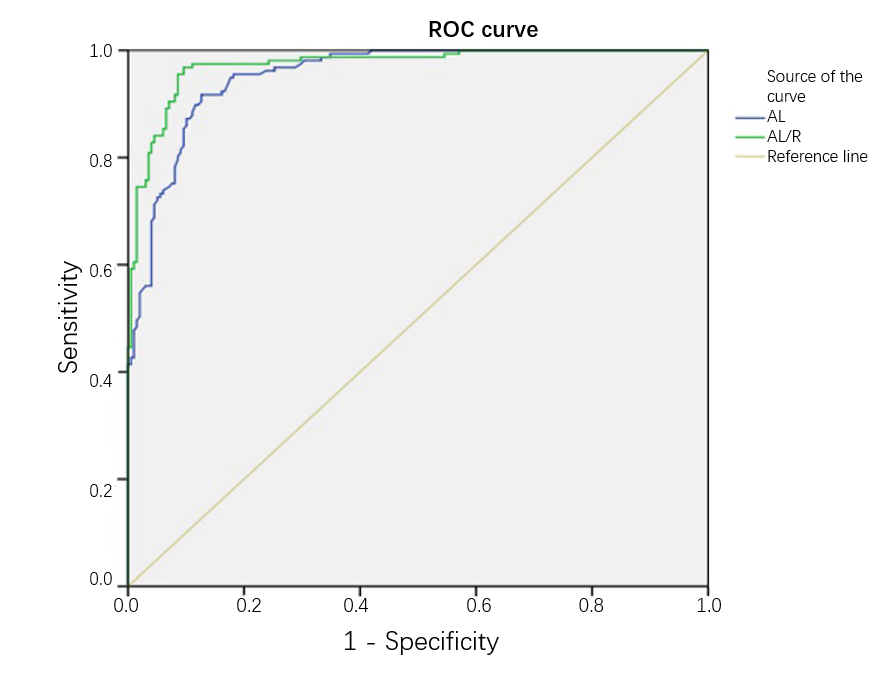 ROC curve
1.0
0.8
0.6
0.4
0.2
0.0
Sensitivity
0.0 0.2 0.4 0.6 0.8 1.0
1 - Specificity
Source of the
curve
AL
AL/R
Reference line